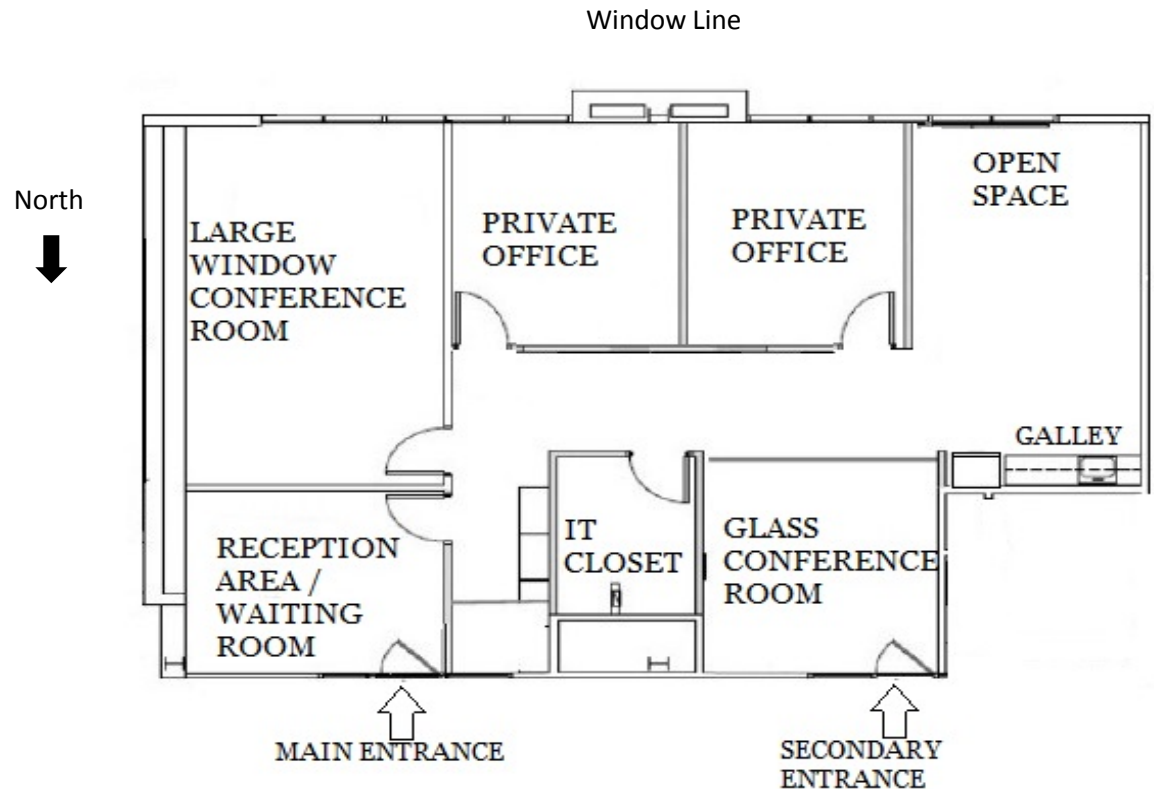 Window Line
North
LARGE
WINDOW
CONFERENCE
ROOM
PRIVATE
OFFICE
PRIVATE
OFFICE
OPEN
SPACE
GALLEY
RECEPTION
AREA /
WAITING
ROOM
IT
CLOSET
GLASS
CONFERENCE
ROOM
MAIN ENTRANCE
SECONDARY
ENTRANCE